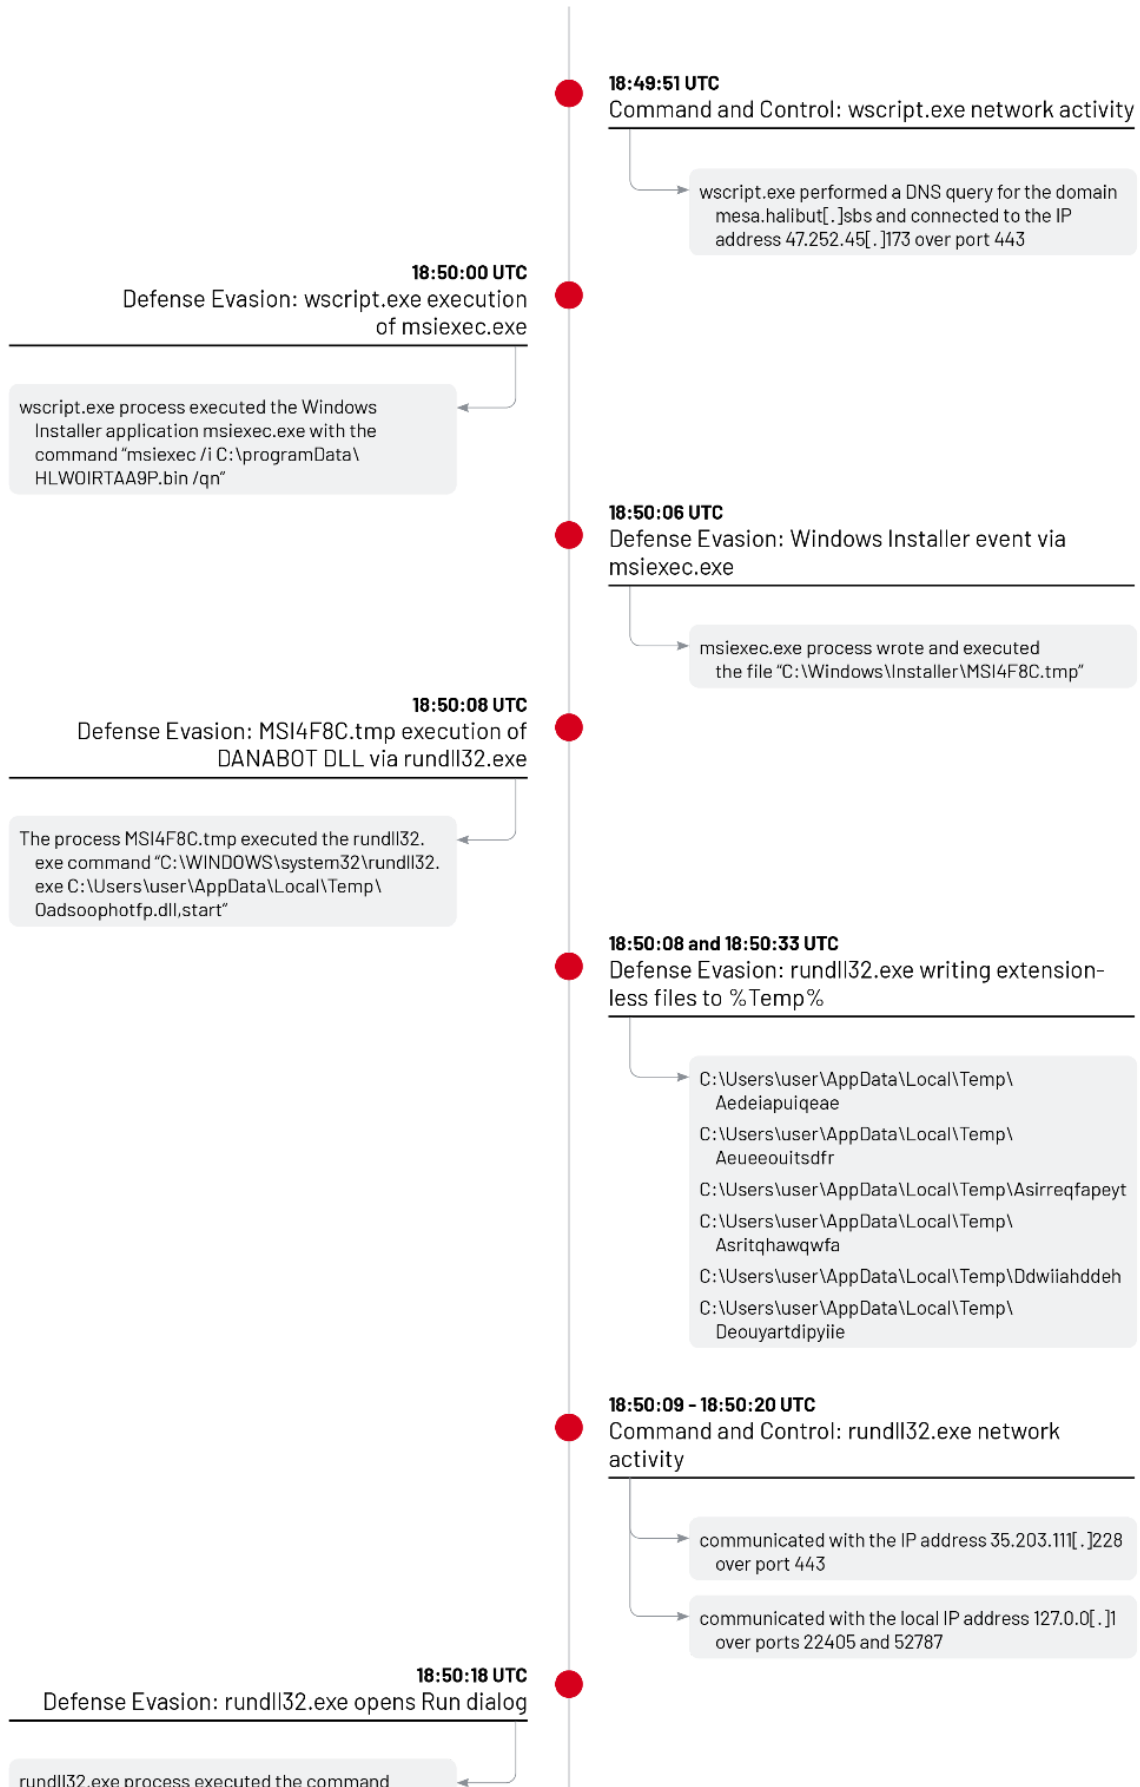 18:49:51 UTC
Command and Control: wscript.exe network activity
wscript.exe performed a DNS query for the domain
mesa.halibut[.]sbs and connected to the IP
address 47.252.45[.]173 over port 443
18:50:00 UTC
Defense Evasion: wscript.exe execution
of msiexec.exe
wscript.exe process executed the Windows
Installer application msiexec.exe with the
command “msiexec /i C:\programData\
HLWOIRTAA9P.bin /qn”
18:50:06 UTC
Defense Evasion: Windows Installer event via
msiexec.exe
msiexec.exe process wrote and executed
the file “C:\Windows\Installer\MSI4F8C.tmp”
18:50:08 UTC
Defense Evasion: MSI4F8C.tmp execution of
DANABOT DLL via rundll32.exe
The process MSI4F8C.tmp executed the rundll32.
exe command “C:\WINDOWS\system32\rundll32.
exe C:\Users\user\AppData\Local\Temp\
Oadsoophotfp.dll,start”
18:50:08 and 18:50:33 UTC
Defense Evasion: rundll32.exe writing extension-
less files to %Temp%
C:\Users\user\AppData\Local\Temp\
Aedeiapuiqeae
C:\Users\user\AppData\Local\Temp\
Aeueeouitsdfr
C:\Users\user\AppData\Local\Temp\Asirreqfapeyt
C:\Users\user\AppData\Local\Temp\
Asritqhawqwfa
C:\Users\user\AppData\Local\Temp\Ddwiiahddeh
C:\Users\user\AppData\Local\Temp\
Deouyartdipyiie
18:50:09 - 18:50:20 UTC
Command and Control: rundll32.exe network
activity
communicated with the IP address 35.203.111[.]228
over port 443
communicated with the local IP address 127.0.0[.]1
over ports 22405 and 52787
18:50:18 UTC
Defense Evasion: rundll32.exe opens Run dialog
rundll32.exe process executed the command